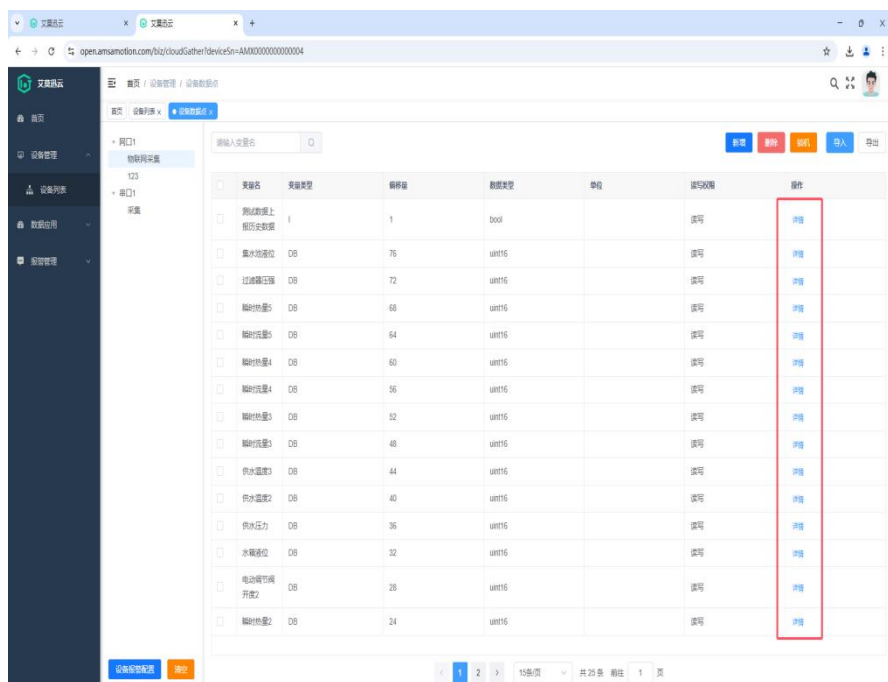 艾莫迅云
艾莫迅云
open.amsamotion.com/biz/cloudGather?deviceSn=AMX0000000000004
艾莫迅云
首页 / 设备管理 / 设备数据点
首页
设备列表
设备数据点
首页
设备管理
设备列表
数据应用
报警管理
网口1
物联网采集
123
串口1
采集
请输入变量名
新增 删除 锁机 导入 导出
变量名 变量类型 偏移量 数据类型 单位 读写权限 操作
测试数据上报历史数据 I 1 bool 读写 详情
集水池液位 DB 76 uint16 读写 详情
过滤器压强 DB 72 uint16 读写 详情
瞬时热量5 DB 68 uint16 读写 详情
瞬时流量5 DB 64 uint16 读写 详情
瞬时热量4 DB 60 uint16 读写 详情
瞬时流量4 DB 56 uint16 读写 详情
瞬时热量3 DB 52 uint16 读写 详情
瞬时流量3 DB 48 uint16 读写 详情
供水温度3 DB 44 uint16 读写 详情
供水温度2 DB 40 uint16 读写 详情
供水压力 DB 36 uint16 读写 详情
水箱液位 DB 32 uint16 读写 详情
电动调节阀开度2 DB 28 uint16 读写 详情
瞬时热量2 DB 24 uint16 读写 详情
设备报警配置 清空
1 2 15条/页 共 25 条 前往 1 页